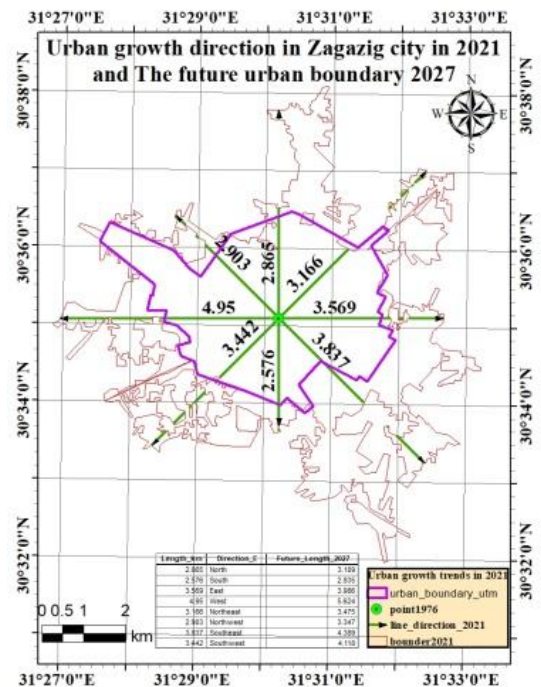 31°27'0"E 31°29'0"E 31°31'0"E 31°33'0"E
Urban growth direction in Zagazig city in 2021
and The future urban boundary 2027
N
W E
S
30°38'0"N 30°38'0"N
30°36'0"N 30°36'0"N
30°34'0"N 30°34'0"N
30°32'0"N 30°32'0"N
2.903
2.865
3.166
4.95
3.569
3.442
2.576
3.837
Length_km Direction_E Future_Length_2027
2.865 North 3.189
2.576 South 2.835
3.569 East 3.986
4.95 West 5.624
3.166 Northeast 3.475
2.903 Northwest 3.347
3.837 Southeast 4.389
3.442 Southwest 4.118
0 0.5 1 2
km
Urban growth trends in 2021
urban_boundary_utm
point1976
line_direction_2021
bounder2021
31°27'0"E 31°29'0"E 31°31'0"E 31°33'0"E